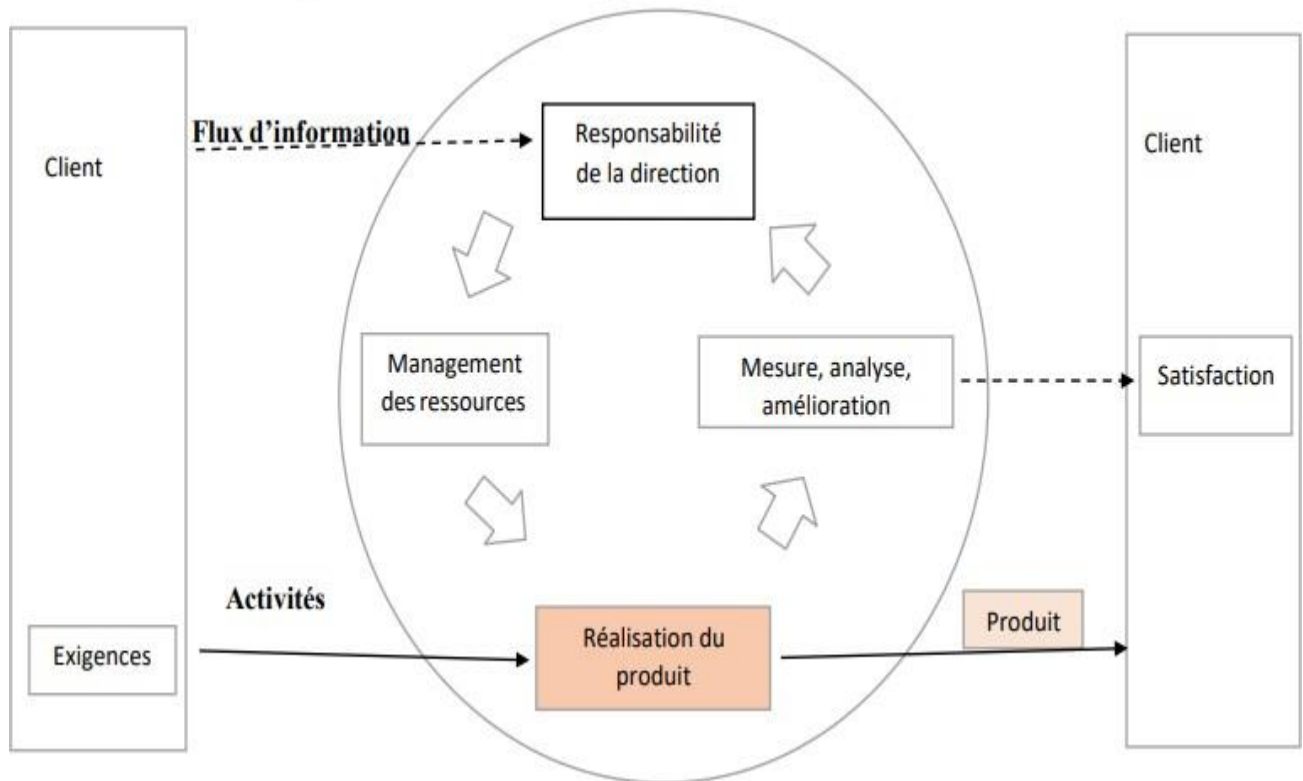 Flux d'information
Responsabilité
de la direction
Client
Client
Management
des ressources
Mesure, analyse,
amélioration
Satisfaction
Activités
Exigences
Réalisation du
produit
Produit